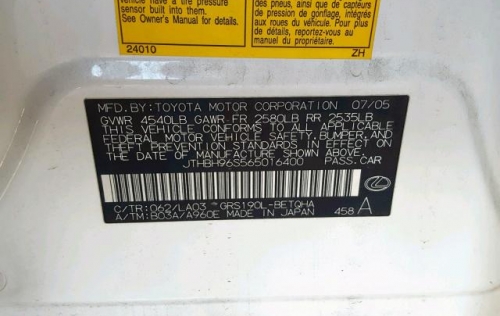 vehicle have a tire pressure
sensor built into them.
See Owner's Manual for details.
24010
des pneus, ainsi que de capteurs
de pression de gonflage, intégrés
aux roues du véhicule. Pour plus
de détails, reportez-vous au
manuel du propriétaire.
ZH
MFD. BY: TOYOTA MOTOR CORPORATION 07/05
GVWR 4540LB GAWR-FR 2580LB RR 2535LB
THIS VEHICLE CONFORMS TO ALL APPLICABLE
FEDERAL MOTOR VEHICLE SAFETY, BUMPER, AND
THEFT PREVENTION STANDARDS IN EFFECT ON
THE DATE OF MANUFACTURE SHOWN ABOVE.
JTHBH96S565016400 PASS. CAR
C/TR: 062/LA03 GRS190L-BETQHA
A/TM: B03A/A960E MADE IN JAPAN 458 A